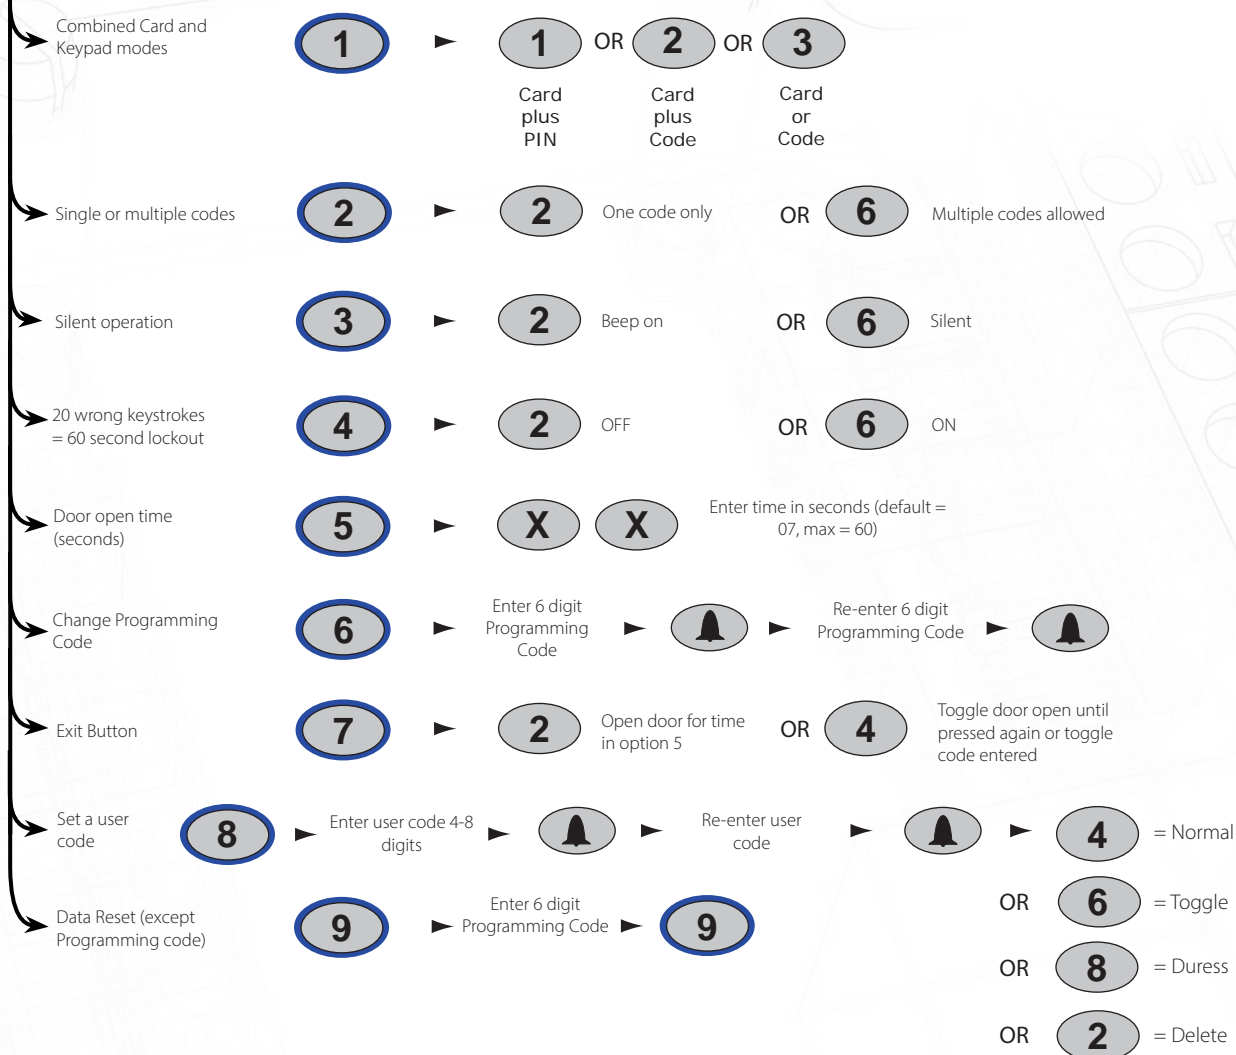 Combined Card and
Keypad modes
1
1 OR 2 OR 3
Card
plus
PIN
Card
plus
Code
Card
or
Code
Single or multiple codes
2
2 One code only
OR 6 Multiple codes allowed
Silent operation
3
2 Beep on
OR 6 Silent
20 wrong keystrokes
= 60 second lockout
4
2 OFF
OR 6 ON
Door open time
(seconds)
5
X X
Enter time in seconds (default =
07, max = 60)
Change Programming
Code
6
Enter 6 digit
Programming
Code
Re-enter 6 digit
Programming Code
Exit Button
7
2
Open door for time
in option 5
OR 4
Toggle door open until
pressed again or toggle
code entered
Set a user
code
8
Enter user code 4-8
digits
Re-enter user
code
4 = Normal
OR 6 = Toggle
OR 8 = Duress
OR 2 = Delete
Data Reset (except
Programming code)
9
Enter 6 digit
Programming Code
9